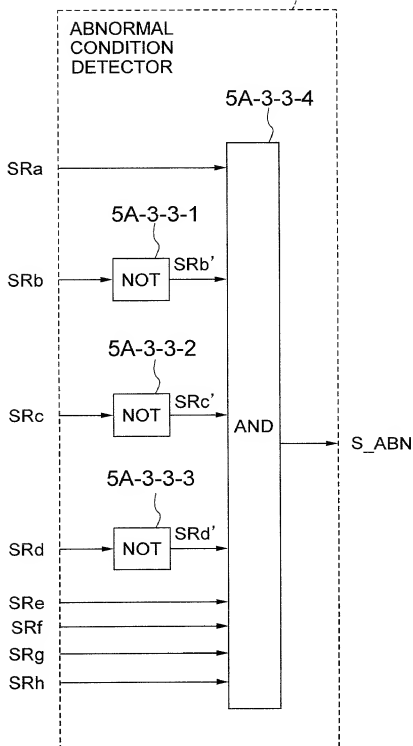 ABNORMAL
CONDITION
DETECTOR
5A-3-3-4
SRa
5A-3-3-1
SRb
NOT
SRb'
5A-3-3-2
SRc
NOT
SRc'
AND
S_ABN
5A-3-3-3
SRd
NOT
SRd'
SRe
SRf
SRg
SRh